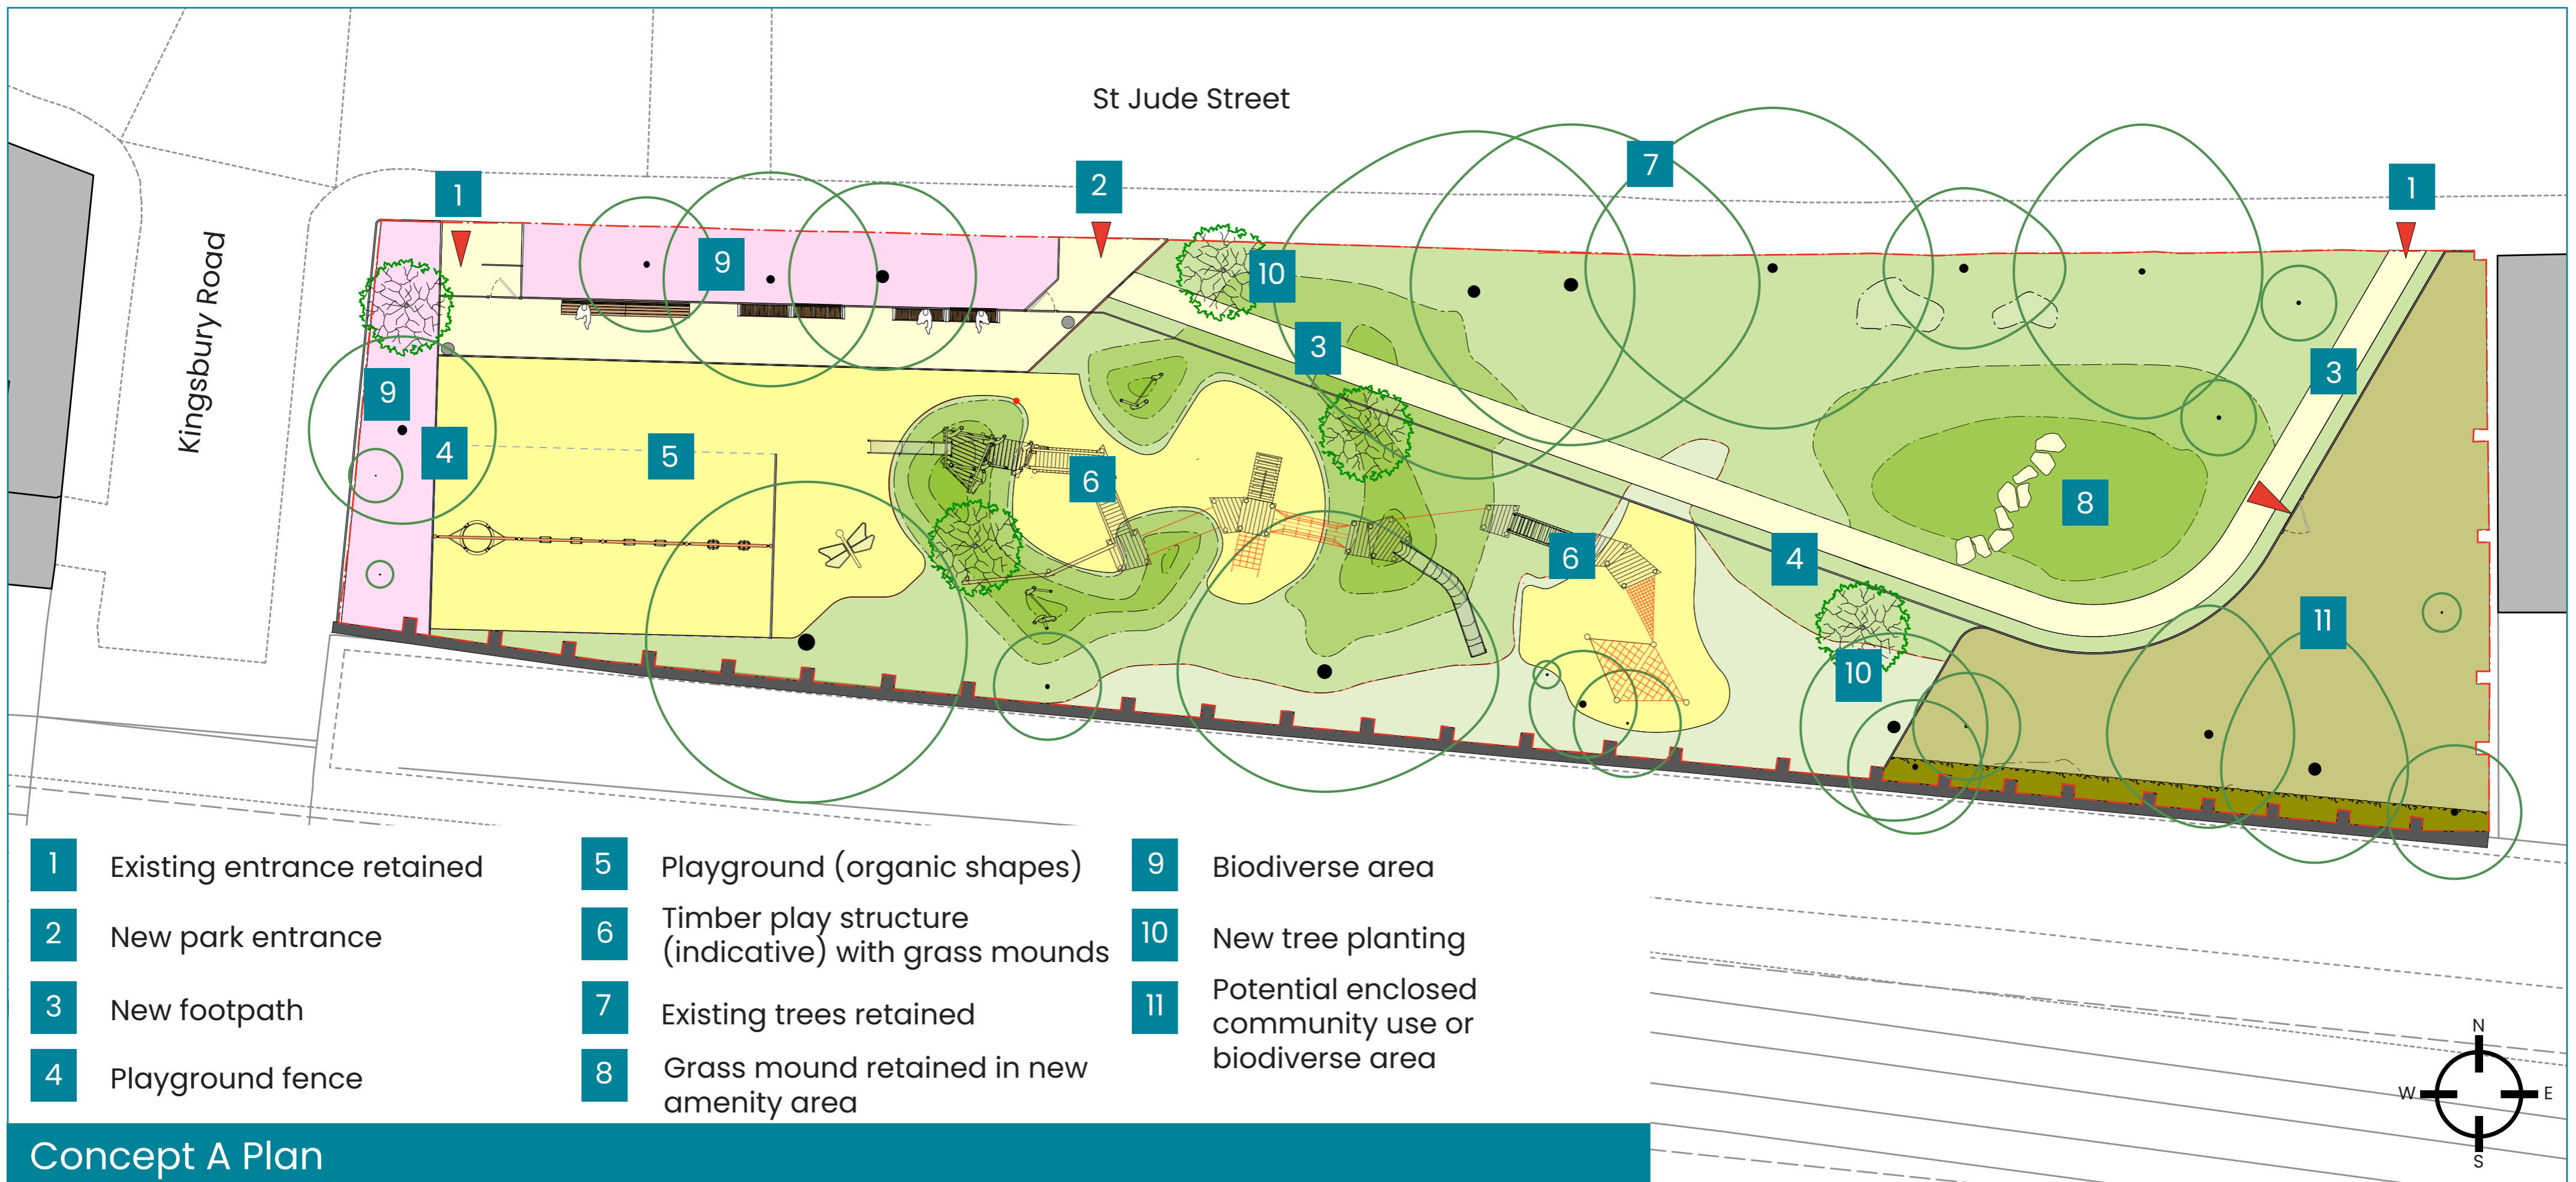 St Jude Street
Kingsbury Road
1
2
7
1
9
10
3
3
9
4
5
6
8
6
4
11
10
1 Existing entrance retained
2 New park entrance
3 New footpath
4 Playground fence
5 Playground (organic shapes)
6 Timber play structure
(indicative) with grass mounds
7 Existing trees retained
8 Grass mound retained in new
amenity area
9 Biodiverse area
10 New tree planting
11 Potential enclosed
community use or
biodiverse area
N
W E
S
Concept A Plan